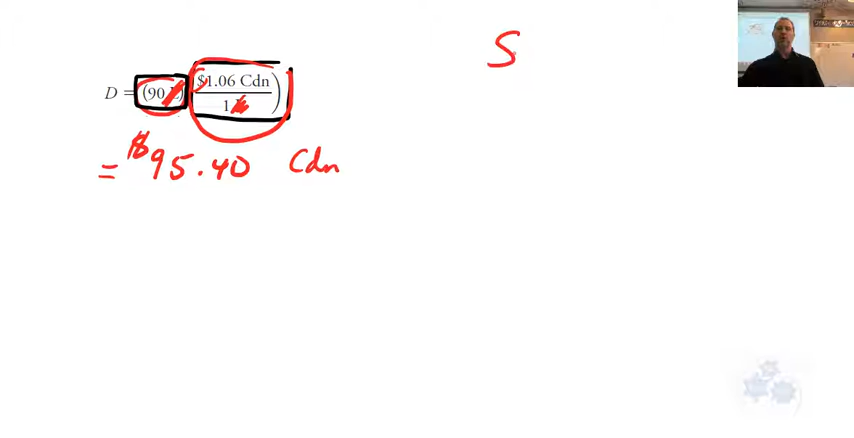 D = (90 L) ($1.06 Cdn / 1 L)
= $95.40 Cdn
S